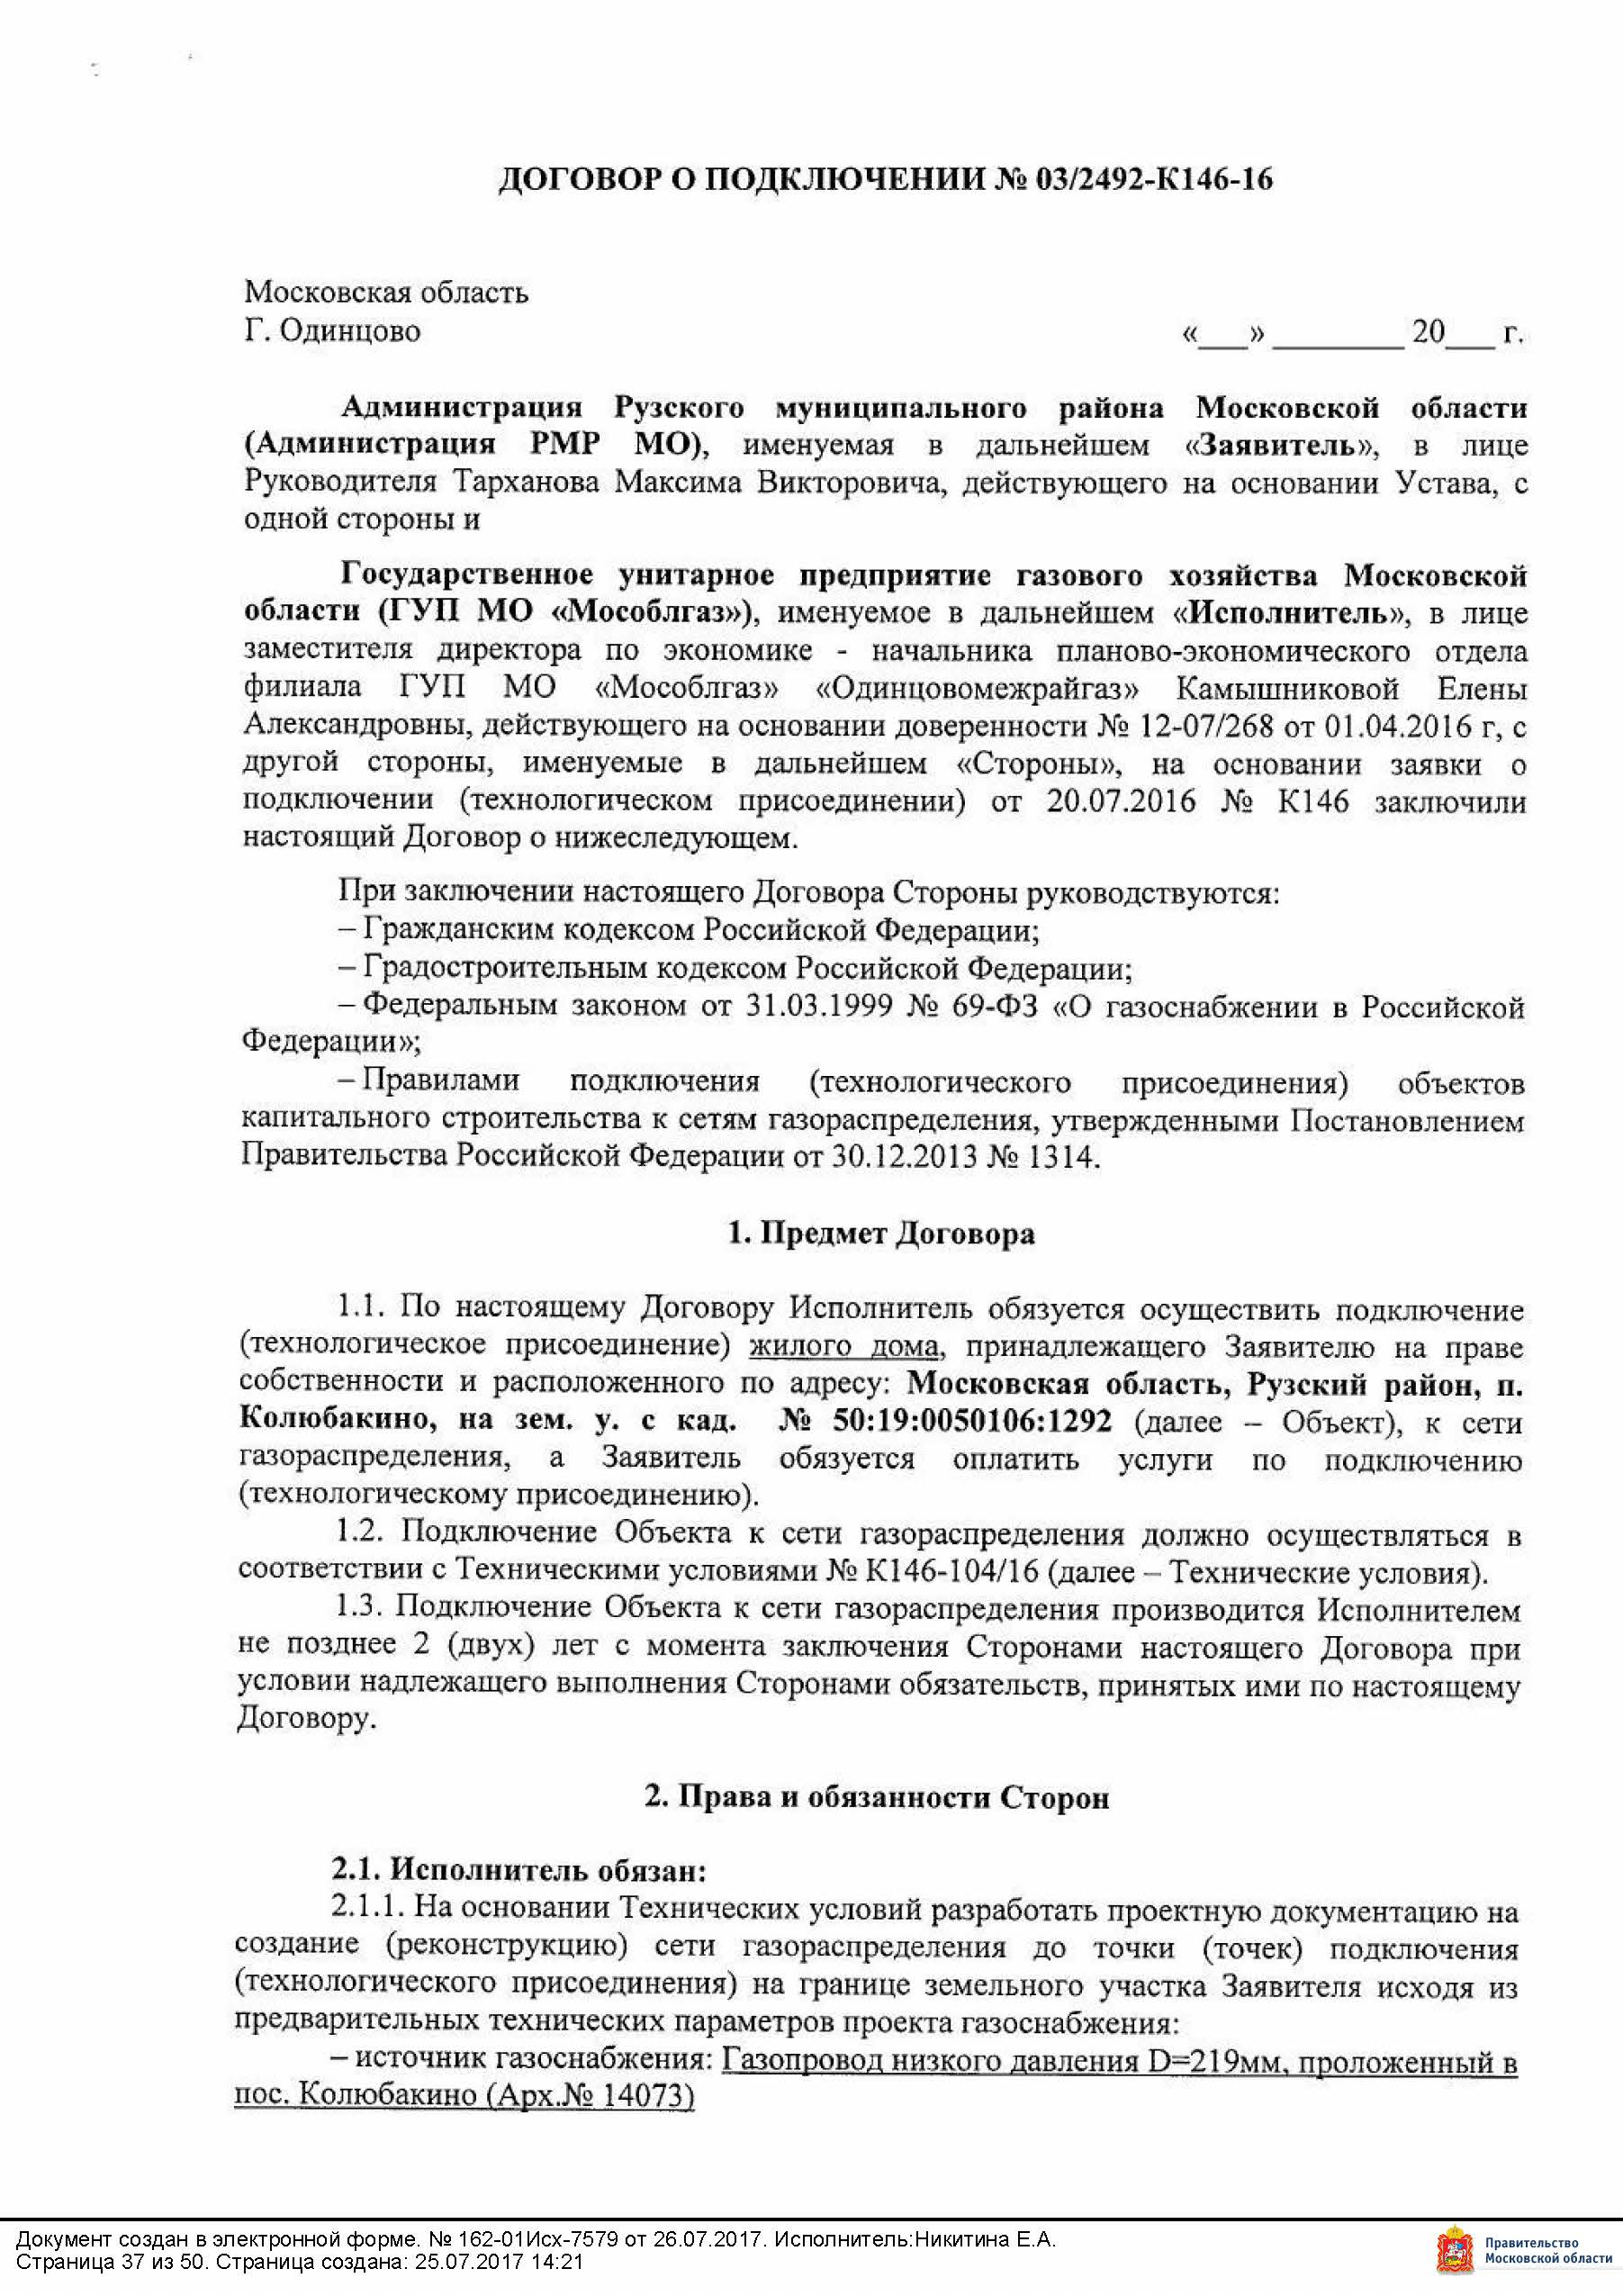 ДОГОВОР О ПОДКЛЮЧЕНИИ № 03/2492-К146-16
Московская область
Г. Одинцово «___» ________ 20___ г.
Администрация Рузского муниципального района Московской области
(Администрация РМР МО), именуемая в дальнейшем «Заявитель», в лице
Руководителя Тарханова Максима Викторовича, действующего на основании Устава, с
одной стороны и
Государственное унитарное предприятие газового хозяйства Московской
области (ГУП МО «Мособлгаз»), именуемое в дальнейшем «Исполнитель», в лице
заместителя директора по экономике - начальника планово-экономического отдела
филиала ГУП МО «Мособлгаз» «Одинцовомежрайгаз» Камышниковой Елены
Александровны, действующего на основании доверенности № 12-07/268 от 01.04.2016 г, с
другой стороны, именуемые в дальнейшем «Стороны», на основании заявки о
подключении (технологическом присоединении) от 20.07.2016 № К146 заключили
настоящий Договор о нижеследующем.
При заключении настоящего Договора Стороны руководствуются:
– Гражданским кодексом Российской Федерации;
– Градостроительным кодексом Российской Федерации;
– Федеральным законом от 31.03.1999 № 69-ФЗ «О газоснабжении в Российской
Федерации»;
– Правилами подключения (технологического присоединения) объектов
капитального строительства к сетям газораспределения, утвержденными Постановлением
Правительства Российской Федерации от 30.12.2013 № 1314.
1. Предмет Договора
1.1. По настоящему Договору Исполнитель обязуется осуществить подключение
(технологическое присоединение) жилого дома, принадлежащего Заявителю на праве
собственности и расположенного по адресу: Московская область, Рузский район, п.
Колюбакино, на зем. у. с кад. № 50:19:0050106:1292 (далее – Объект), к сети
газораспределения, а Заявитель обязуется оплатить услуги по подключению
(технологическому присоединению).
1.2. Подключение Объекта к сети газораспределения должно осуществляться в
соответствии с Техническими условиями № К146-104/16 (далее – Технические условия).
1.3. Подключение Объекта к сети газораспределения производится Исполнителем
не позднее 2 (двух) лет с момента заключения Сторонами настоящего Договора при
условии надлежащего выполнения Сторонами обязательств, принятых ими по настоящему
Договору.
2. Права и обязанности Сторон
2.1. Исполнитель обязан:
2.1.1. На основании Технических условий разработать проектную документацию на
создание (реконструкцию) сети газораспределения до точки (точек) подключения
(технологического присоединения) на границе земельного участка Заявителя исходя из
предварительных технических параметров проекта газоснабжения:
– источник газоснабжения: Газопровод низкого давления D=219мм, проложенный в
пос. Колюбакино (Арх.№ 14073)
Документ создан в электронной форме. № 162-01Исх-7579 от 26.07.2017. Исполнитель:Никитина Е.А.
Страница 37 из 50. Страница создана: 25.07.2017 14:21
Правительство
Московской области